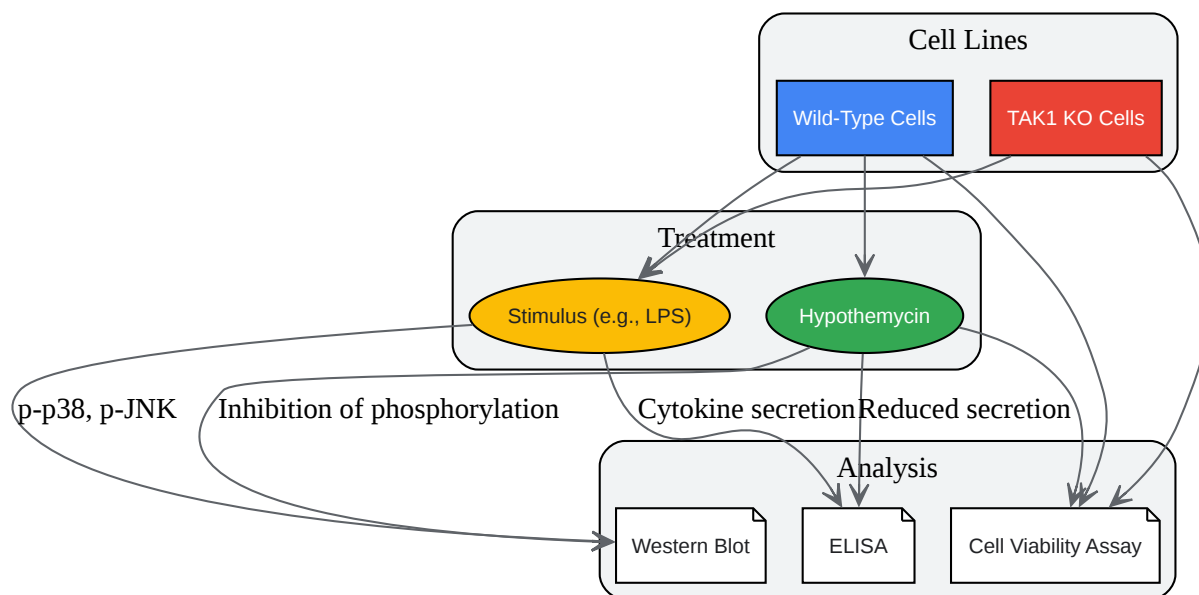 Cell Lines
Wild-Type Cells
TAK1 KO Cells
Treatment
Stimulus (e.g., LPS)
Hypothemycin
p-p38, p-JNK
Inhibition of phosphorylation
Cytokine secretion
Reduced secretion
Analysis
Western Blot
ELISA
Cell Viability Assay